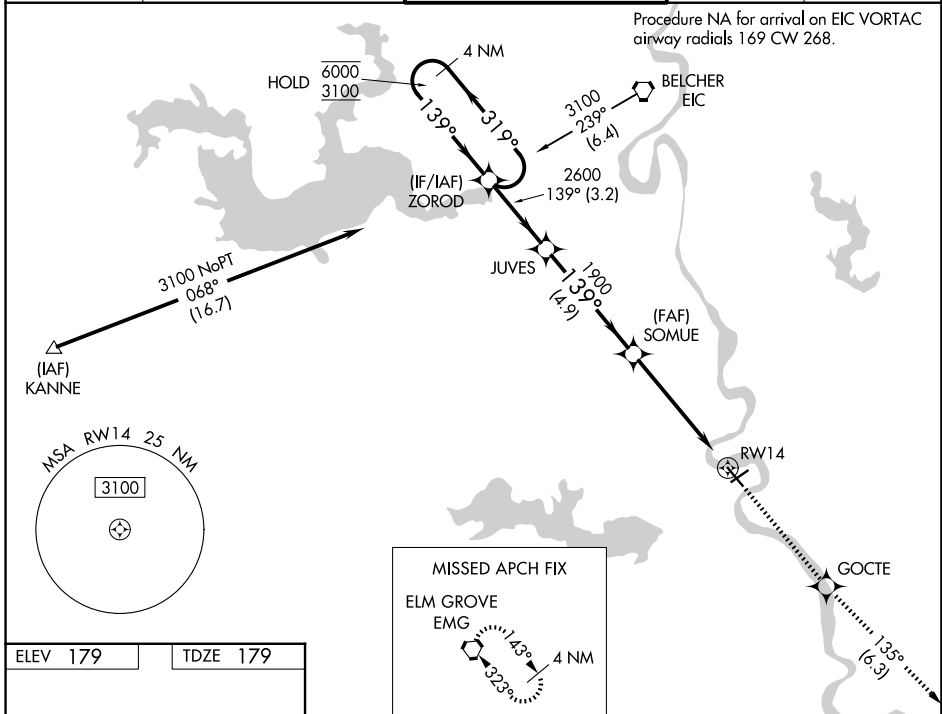 Procedure NA for arrival on EIC VORTAC
airway radials 169 CW 268.
HOLD
6000
3100
4 NM
139°
319°
BELCHER
EIC
3100
239°
(6.4)
(IF/IAF)
ZOROD
2600
139° (3.2)
JUVES
1900
139°
(4.9)
(FAF)
SOMUE
3100 NoPT
068°
(16.7)
(IAF)
KANNE
MSA RW14 25 NM
3100
RW14
GOCTE
135°
(6.3)
MISSED APCH FIX
ELM GROVE
EMG
143°
323°
4 NM
ELEV 179
TDZE 179